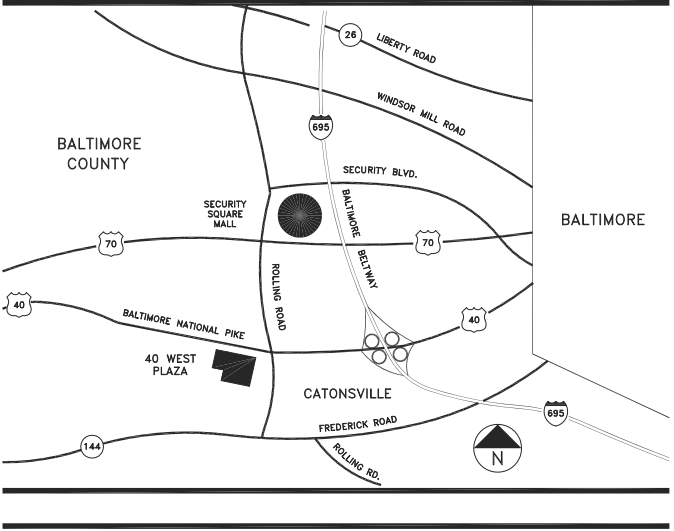 26
LIBERTY ROAD
WINDSOR MILL ROAD
695
BALTIMORE
COUNTY
SECURITY BLVD.
SECURITY
SQUARE
MALL
BALTIMORE
BELTWAY
BALTIMORE
70
70
ROLLING ROAD
40
BALTIMORE NATIONAL PIKE
40
40 WEST
PLAZA
CATONSVILLE
695
FREDERICK ROAD
144
ROLLING RD.
N